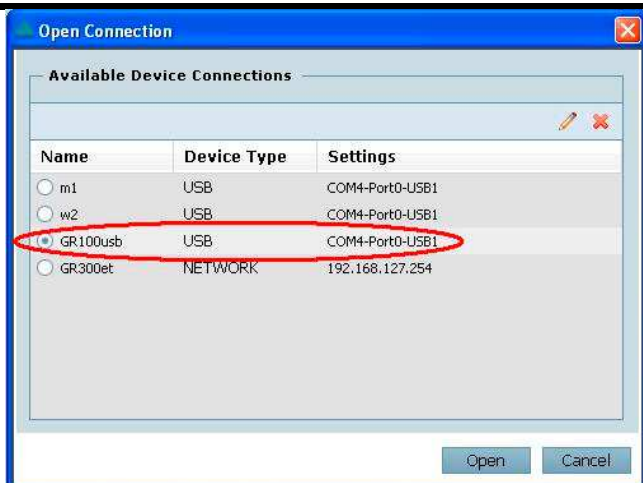 Open Connection
Available Device Connections
Name Device Type Settings
m1 USB COM4-Port0-USB1
w2 USB COM4-Port0-USB1
GR100usb USB COM4-Port0-USB1
GR300et NETWORK 192.168.127.254
Open Cancel